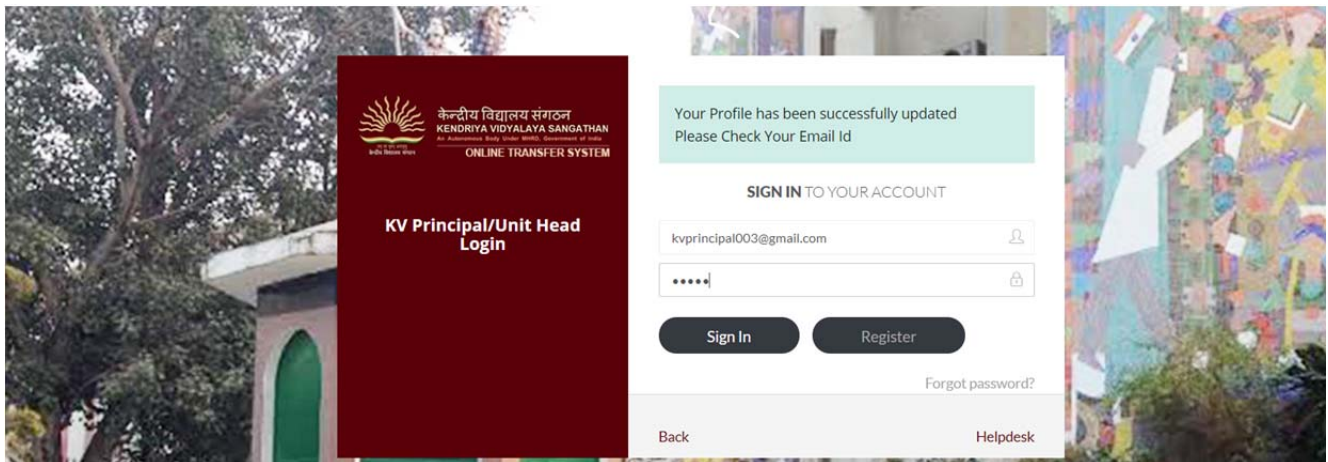 केन्द्रीय विद्यालय संगठन
KENDRIYA VIDYALAYA SANGATHAN
An Autonomous Body Under MHRD, Government of India
ONLINE TRANSFER SYSTEM
केन्द्रीय विद्यालय संगठन
KV Principal/Unit Head
Login
Your Profile has been successfully updated
Please Check Your Email Id
SIGN IN TO YOUR ACCOUNT
kvprincipal003@gmail.com
•••••
Sign In
Register
Forgot password?
Back
Helpdesk